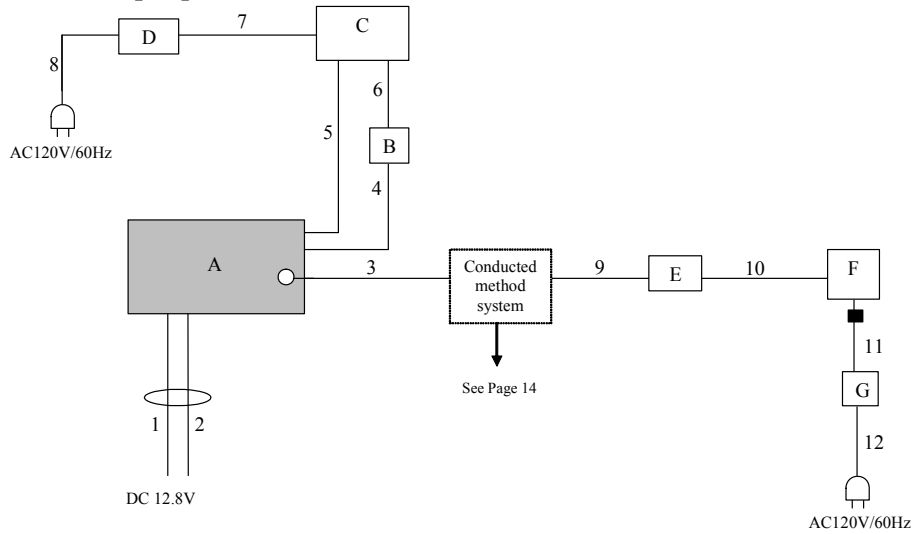 7
D
C
8
6
5
B
AC120V/60Hz
4
A
3
Conducted
method
system
9
E
10
F
11
See Page 14
G
1
2
12
DC 12.8V
AC120V/60Hz